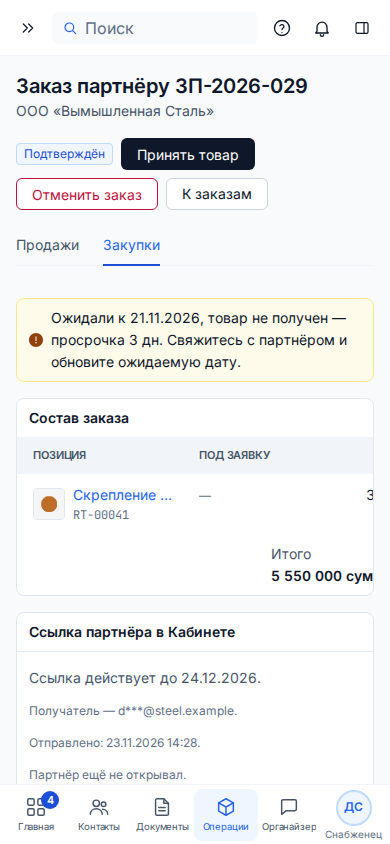 Поиск
Заказ партнёру ЗП-2026-029
ООО «Вымышленная Сталь»
Подтверждён
Принять товар
Отменить заказ
К заказам
Продажи
Закупки
Ожидали к 21.11.2026, товар не получен —
просрочка 3 дн. Свяжитесь с партнёром и
обновите ожидаемую дату.
Состав заказа
ПОЗИЦИЯ
ПОД ЗАЯВКУ
Скрепление ...
—
3
RT-00041
Итого
5 550 000 сум
Ссылка партнёра в Кабинете
Ссылка действует до 24.12.2026.
Получатель — d***@steel.example.
Отправлено: 23.11.2026 14:28.
Партнёр ещё не открывал.
4
ДС
Главная
Контакты
Документы
Операции
Органайзер
Снабженец